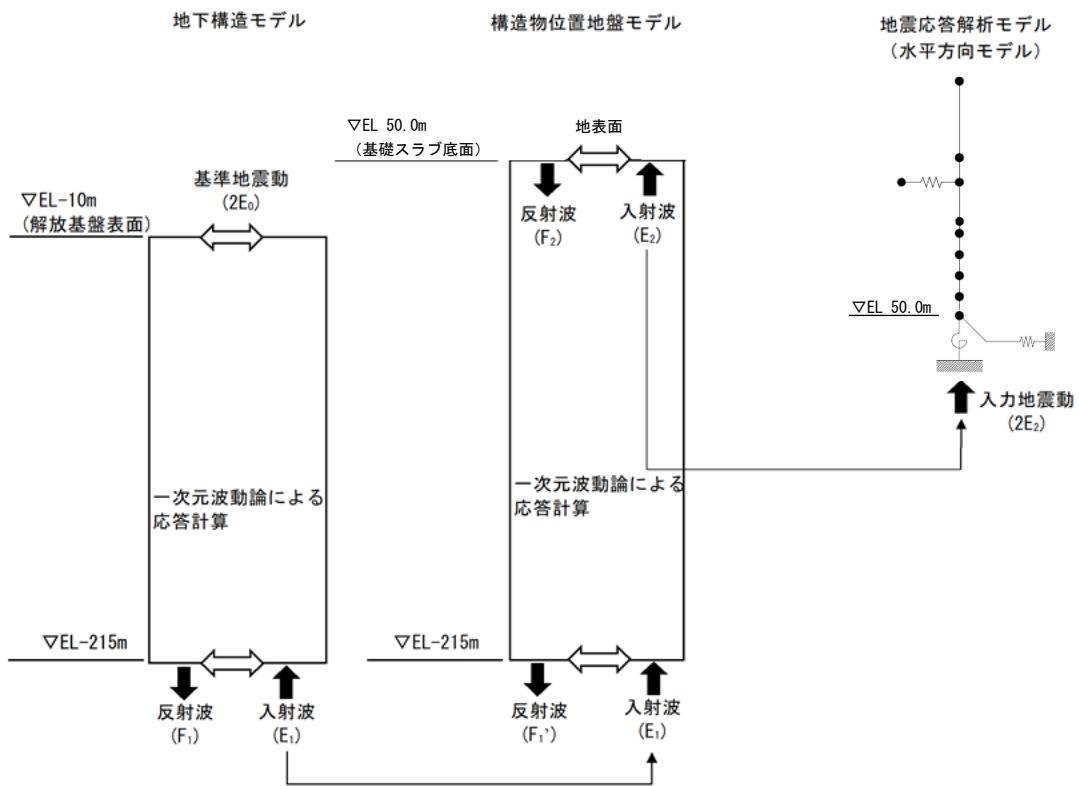 地下構造モデル
▽EL-10m
(解放基盤表面)
基準地震動
(2E₀)
一次元波動論による
応答計算
▽EL-215m
反射波
(F₁)
入射波
(E₁)
構造物位置地盤モデル
▽EL 50.0m
(基礎スラブ底面)
地表面
反射波
(F₂)
入射波
(E₂)
一次元波動論による
応答計算
▽EL-215m
反射波
(F₁’)
入射波
(E₁)
地震応答解析モデル
(水平方向モデル)
▽EL 50.0m
入力地震動
(2E₂)